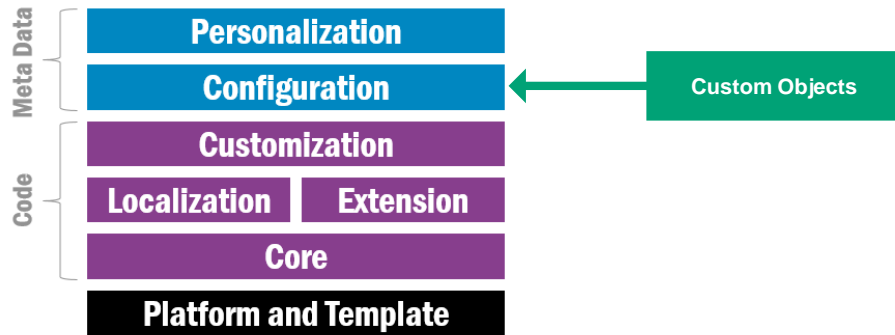 Meta Data
Personalization
Configuration
Custom Objects
Code
Customization
Localization
Extension
Core
Platform and Template